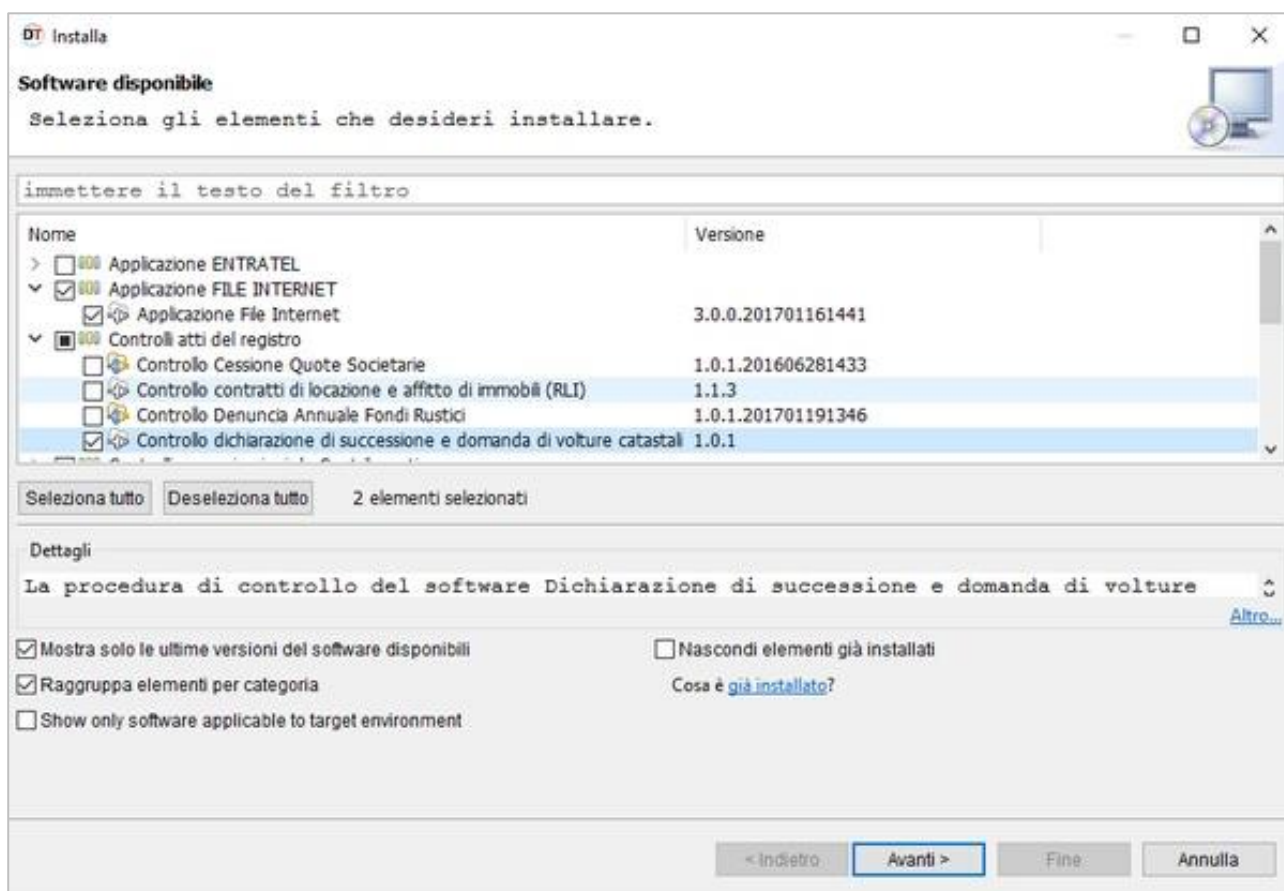 DT Installa
Software disponibile
Seleziona gli elementi che desideri installare.
immettere il testo del filtro
Nome Versione
Applicazione ENTRATEL
Applicazione FILE INTERNET
Applicazione File Internet 3.0.0.201701161441
Controlli atti del registro
Controllo Cessione Quote Societarie 1.0.1.201606281433
Controllo contratti di locazione e affitto di immobili (RLI) 1.1.3
Controllo Denuncia Annuale Fondi Rustici 1.0.1.201701191346
Controllo dichiarazione di successione e domanda di volture catastali 1.0.1
Seleziona tutto Deseleziona tutto 2 elementi selezionati
Dettagli
La procedura di controllo del software Dichiarazione di successione e domanda di volture
Altro...
Mostra solo le ultime versioni del software disponibili Nascondi elementi già installati
Raggruppa elementi per categoria Cosa è già installato?
Show only software applicable to target environment
< Indietro Avanti > Fine Annulla